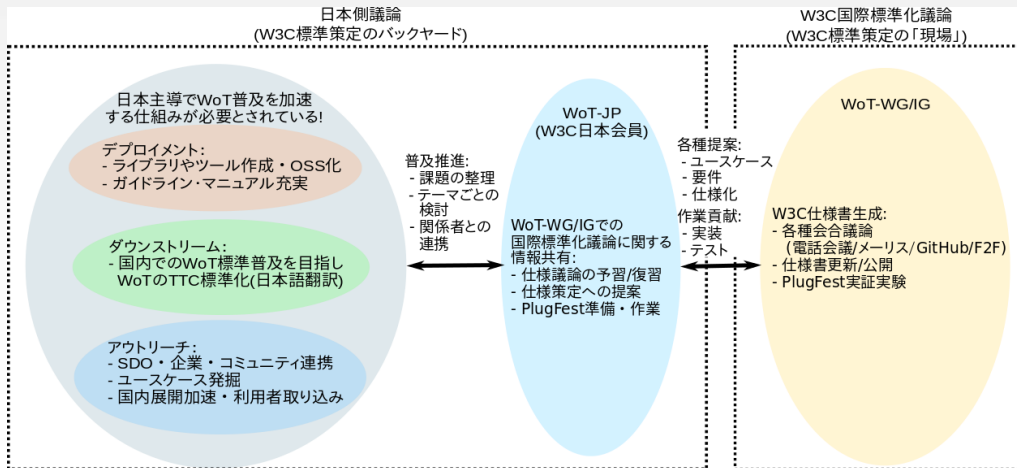 日本側議論
(W3C標準策定のバックヤード)
W3C国際標準化議論
(W3C標準策定の「現場」)
日本主導でWoT普及を加速
する仕組みが必要とされている!
デプロイメント:
- ライブラリやツール作成・OSS化
- ガイドライン・マニュアル充実
ダウンストリーム:
- 国内でのWoT標準普及を目指し
WoTのTTC標準化(日本語翻訳)
アウトリーチ:
- SDO・企業・コミュニティ連携
- ユースケース発掘
- 国内展開加速・利用者取り込み
普及推進:
- 課題の整理
- テーマごとの
検討
- 関係者との
連携
WoT-JP
(W3C日本会員)
WoT-WG/IGでの
国際標準化議論に関する
情報共有:
- 仕様議論の予習/復習
- 仕様策定への提案
- PlugFest準備・作業
各種提案:
- ユースケース
- 要件
- 仕様化
作業貢献:
- 実装
- テスト
WoT-WG/IG
W3C仕様書生成:
- 各種会合議論
(電話会議/メーリス/GitHub/F2F)
- 仕様書更新/公開
- PlugFest実証実験